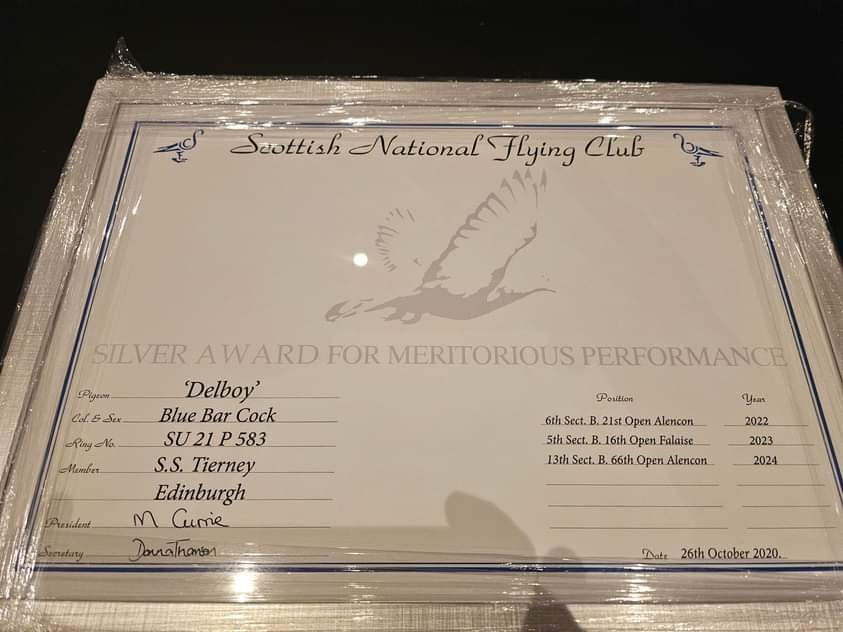 Scottish National Flying Club
SILVER AWARD FOR MERITORIOUS PERFORMANCE
Pigeon 'Delboy'
Col. & Sex Blue Bar Cock
Ring No. SU 21 P 583
Member S.S. Tierney
Edinburgh
President M Currie
Secretary Donna Thomson
Position Year
6th Sect. B. 21st Open Alencon 2022
5th Sect. B. 16th Open Falaise 2023
13th Sect. B. 66th Open Alencon 2024
Date 26th October 2020.